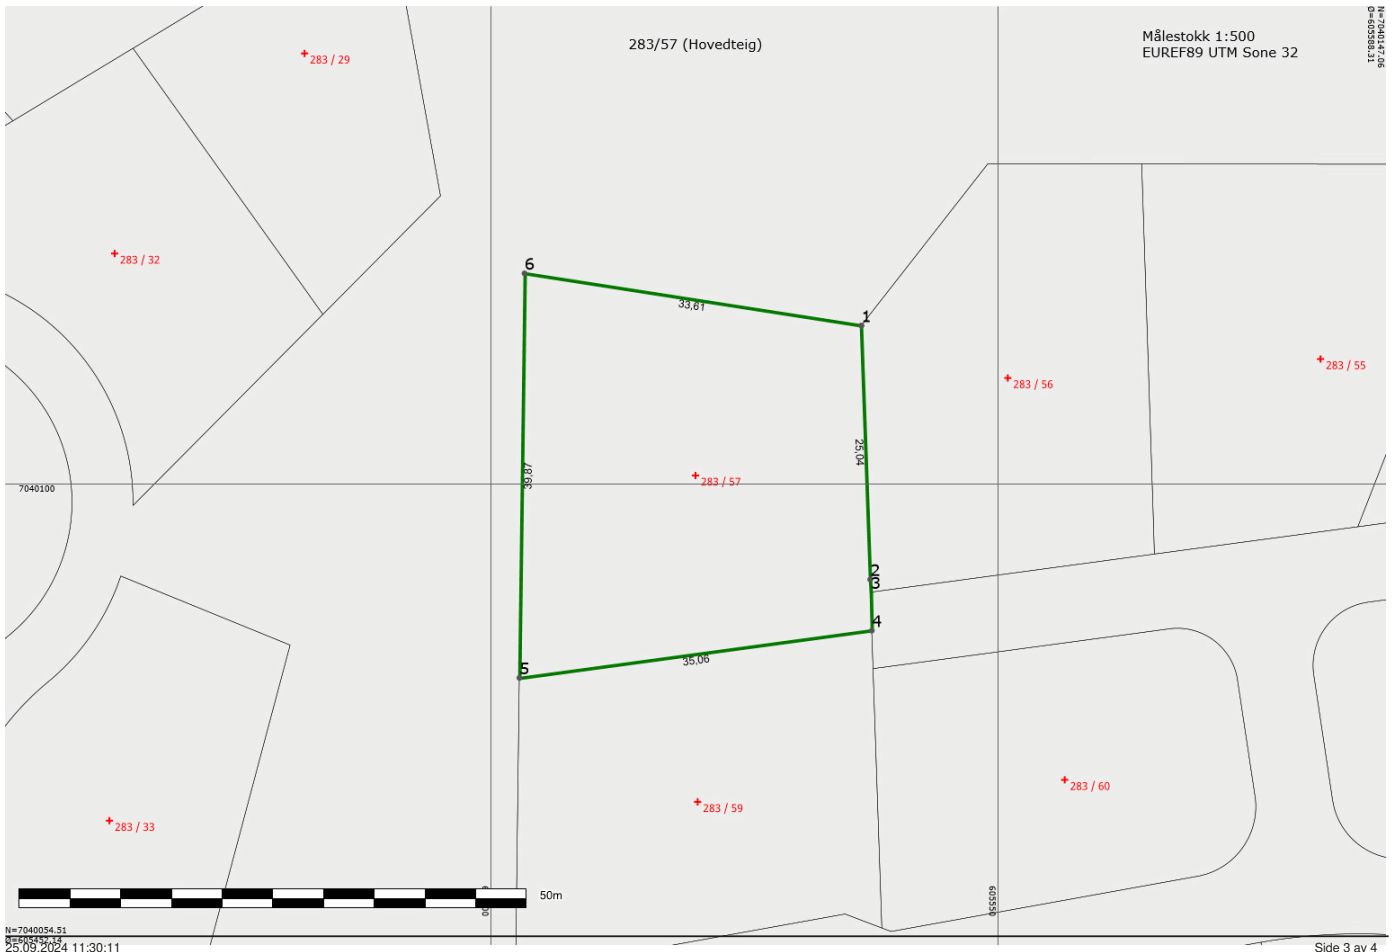 283/57 (Hovedteig)
Målestokk 1:500
EUREF89 UTM Sone 32
N=7040147.06
Ø=605588.31
283 / 29
283 / 32
6
33,61
1
283 / 55
283 / 56
25,04
39,87
283 / 57
7040100
2
3
4
35,06
5
283 / 60
283 / 59
283 / 33
50m
605550
N=7040054.51
Ø=605452.14
25.09.2024 11:30:11
Side 3 av 4